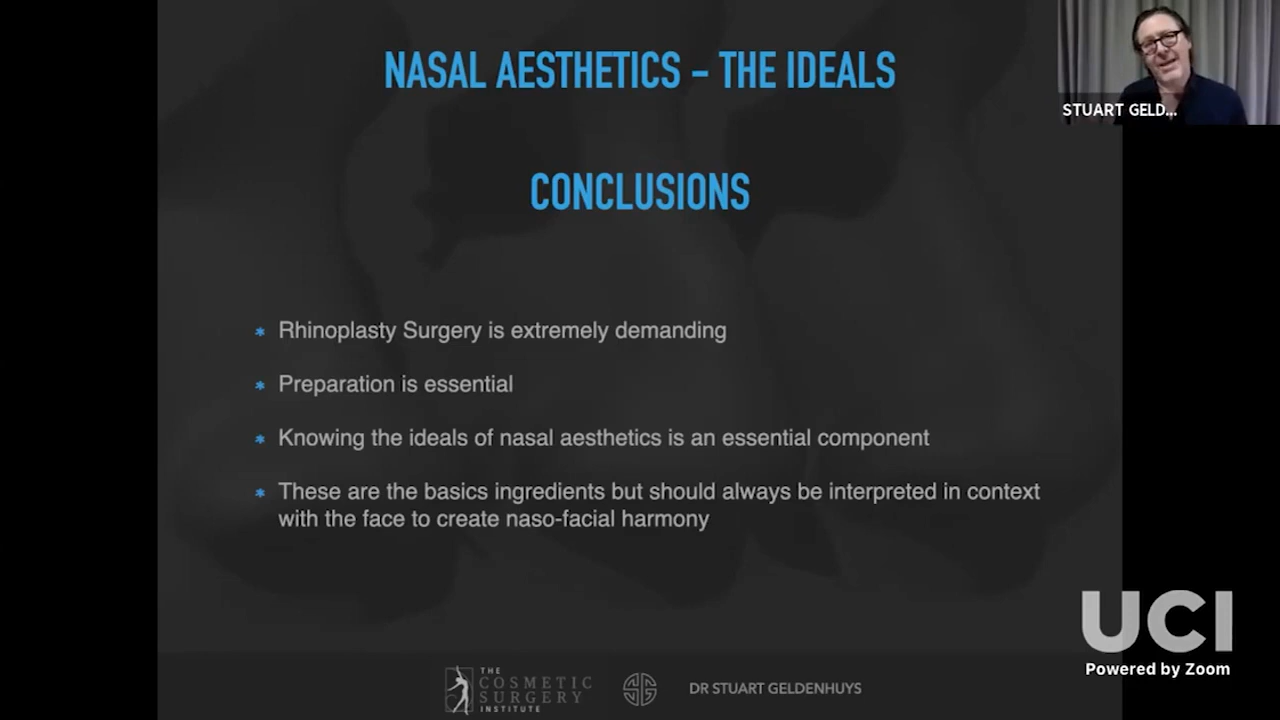 NASAL AESTHETICS - THE IDEALS
STUART GELD...
CONCLUSIONS
* Rhinoplasty Surgery is extremely demanding
* Preparation is essential
* Knowing the ideals of nasal aesthetics is an essential component
* These are the basics ingredients but should always be interpreted in context
with the face to create naso-facial harmony
UCI
Powered by Zoom
THE
COSMETIC
SURGERY
INSTITUTE
DR STUART GELDENHUYS